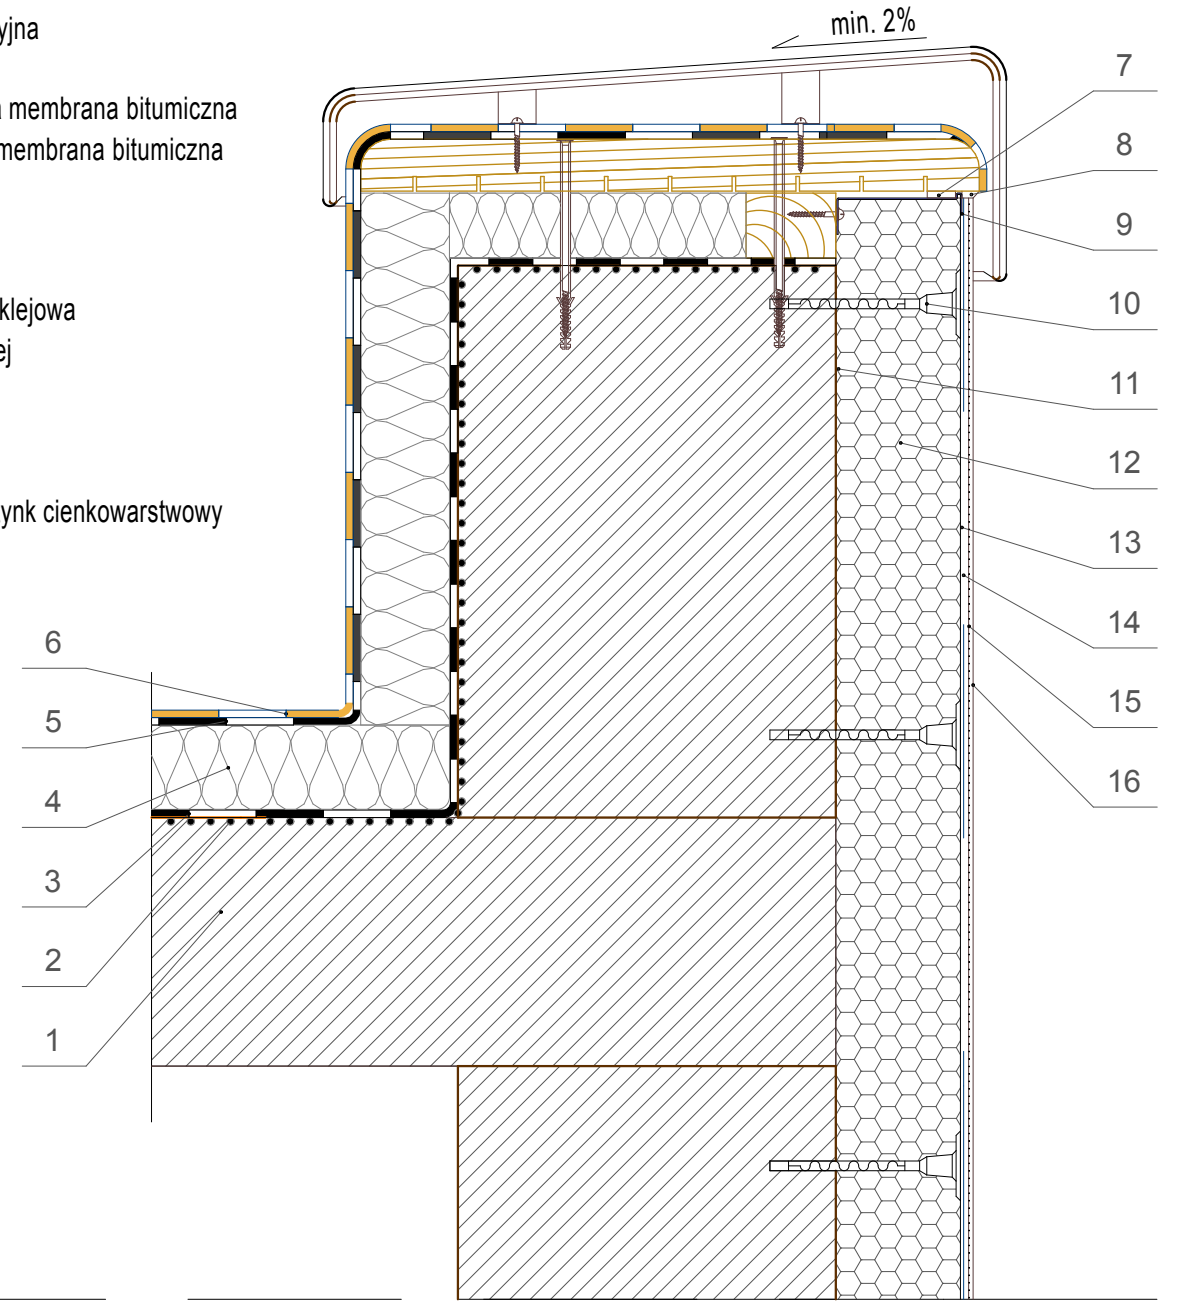 yjna
min. 2%
membrana bitumiczna
membrana bitumiczna
klejowa
ej
ynk cienkowarstwowy
7
8
9
10
11
12
13
14
15
16
6
5
4
3
2
1